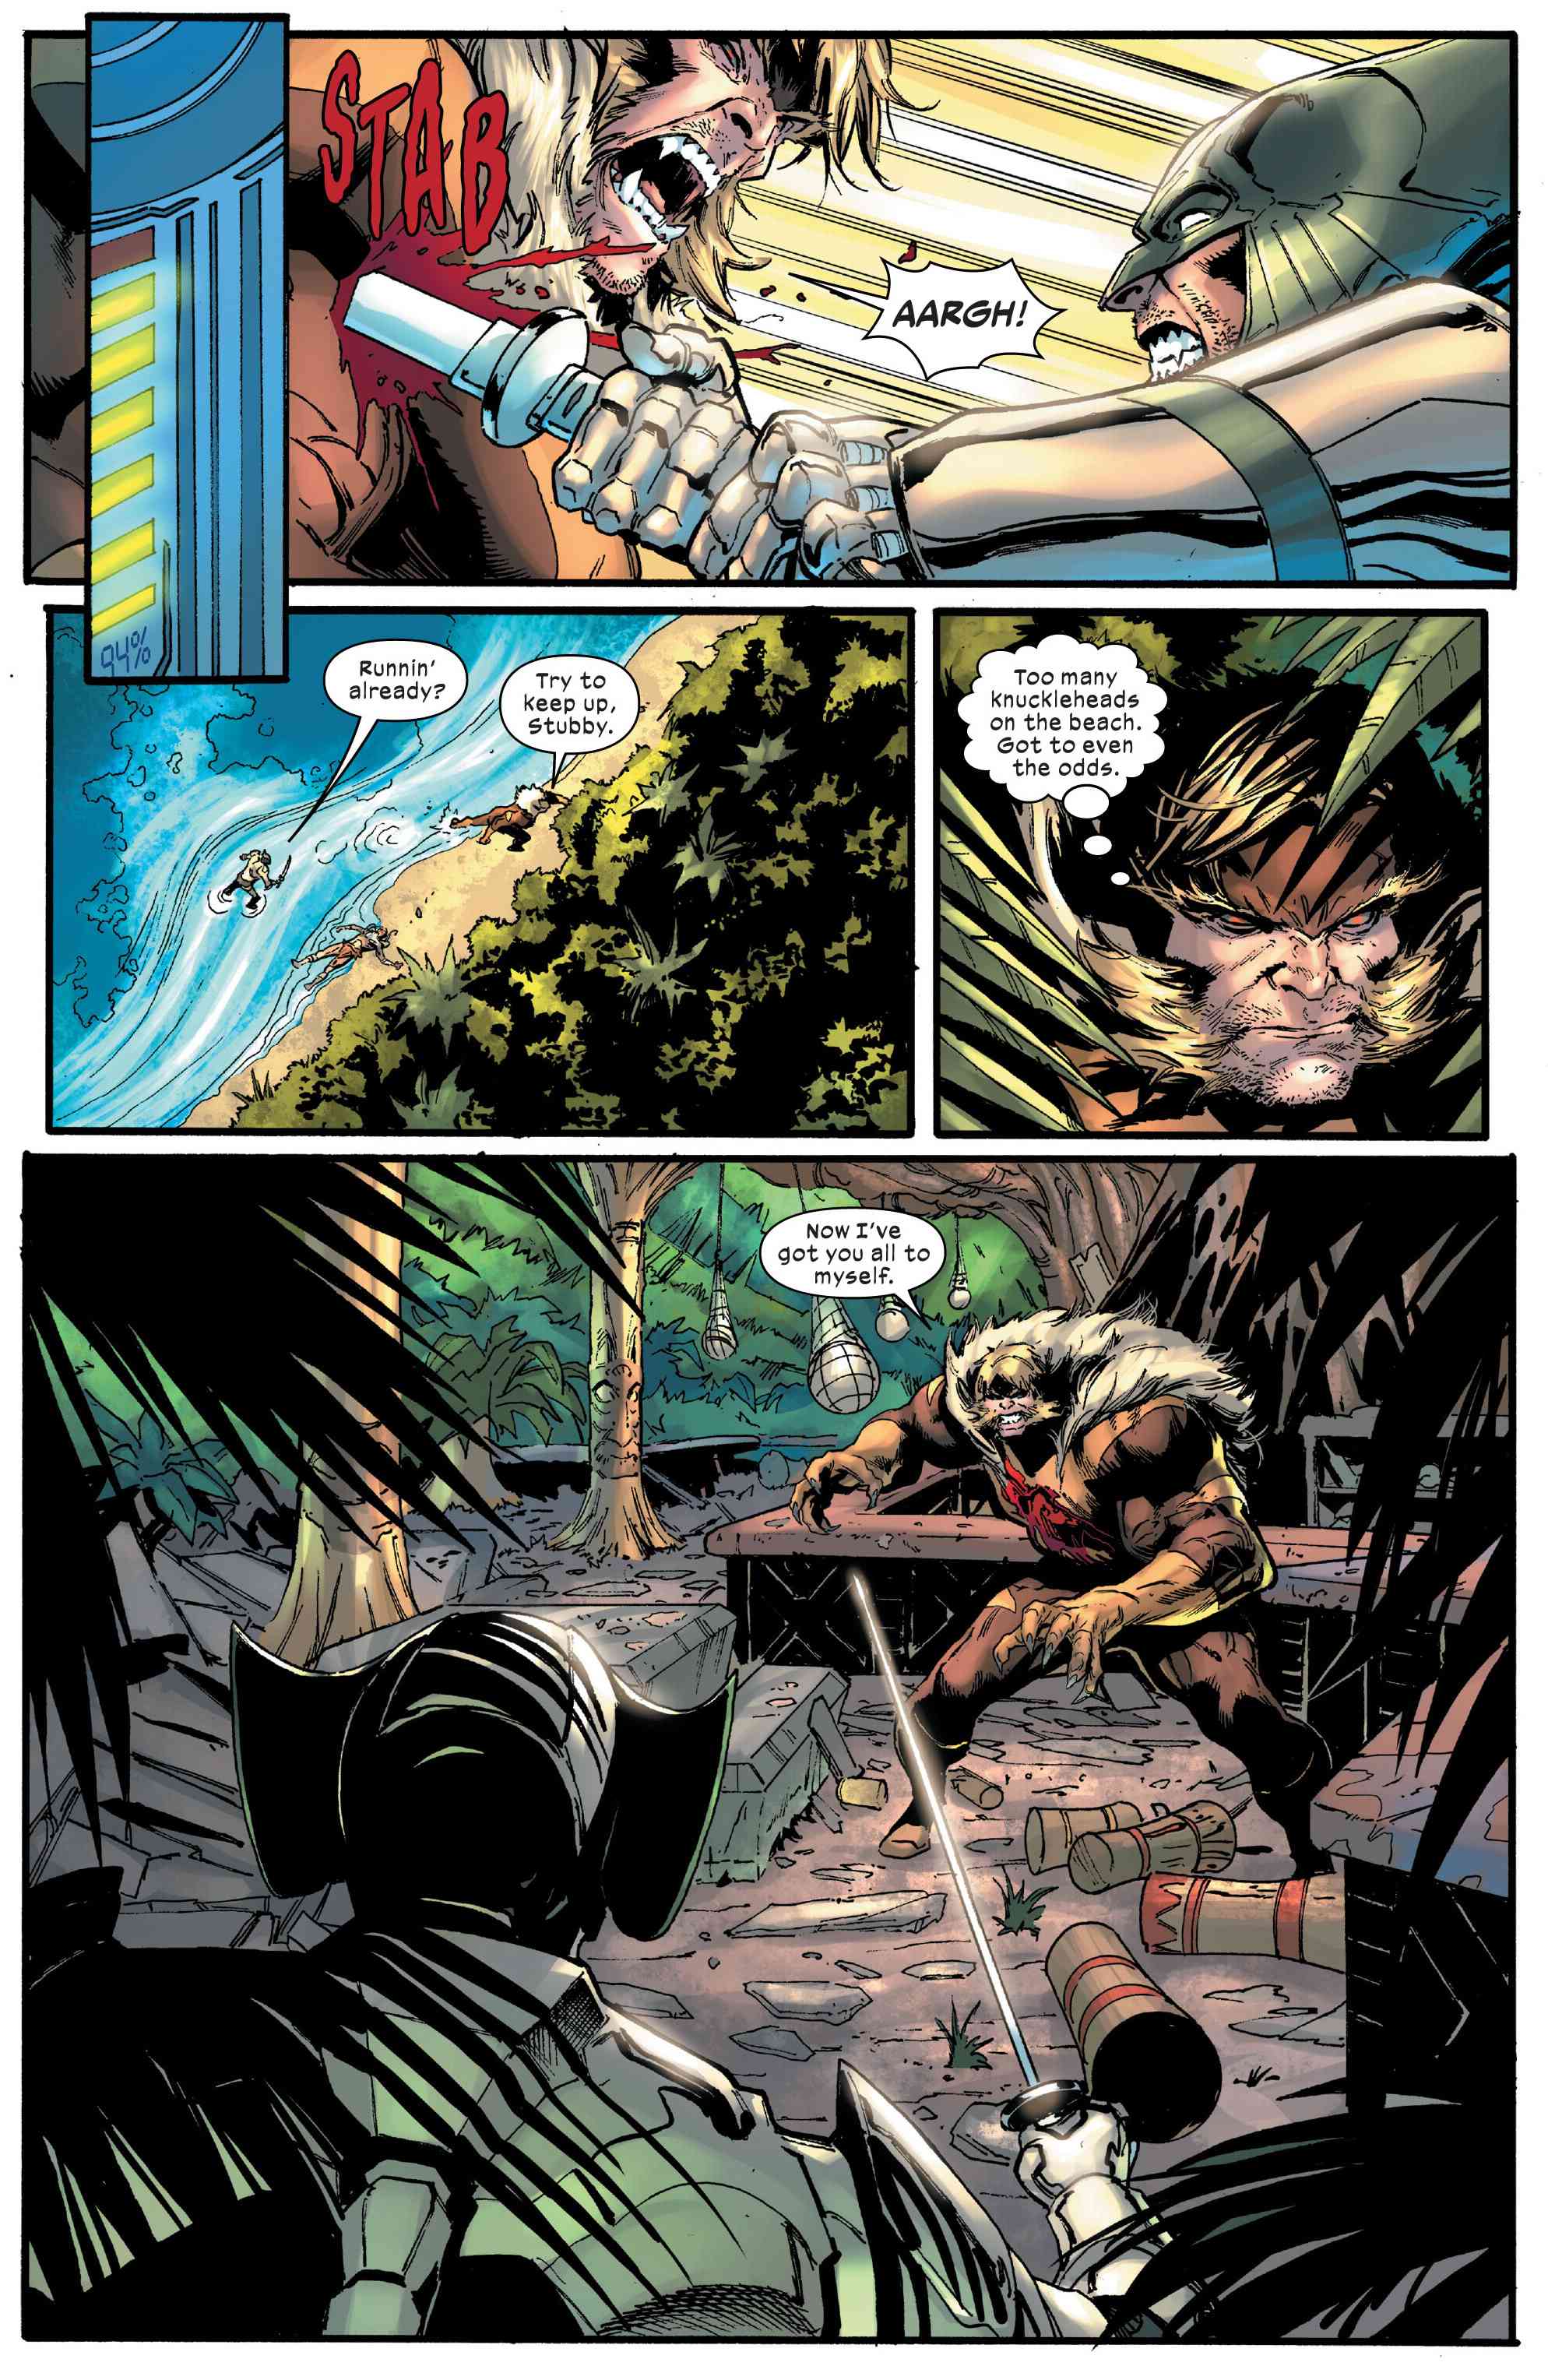 STAB
AARGH!
94%
Runnin'
already?
Try to
keep up,
Stubby.
Too many
knuckleheads
on the beach.
Got to even
the odds.
Now I've
got you all to
myself.